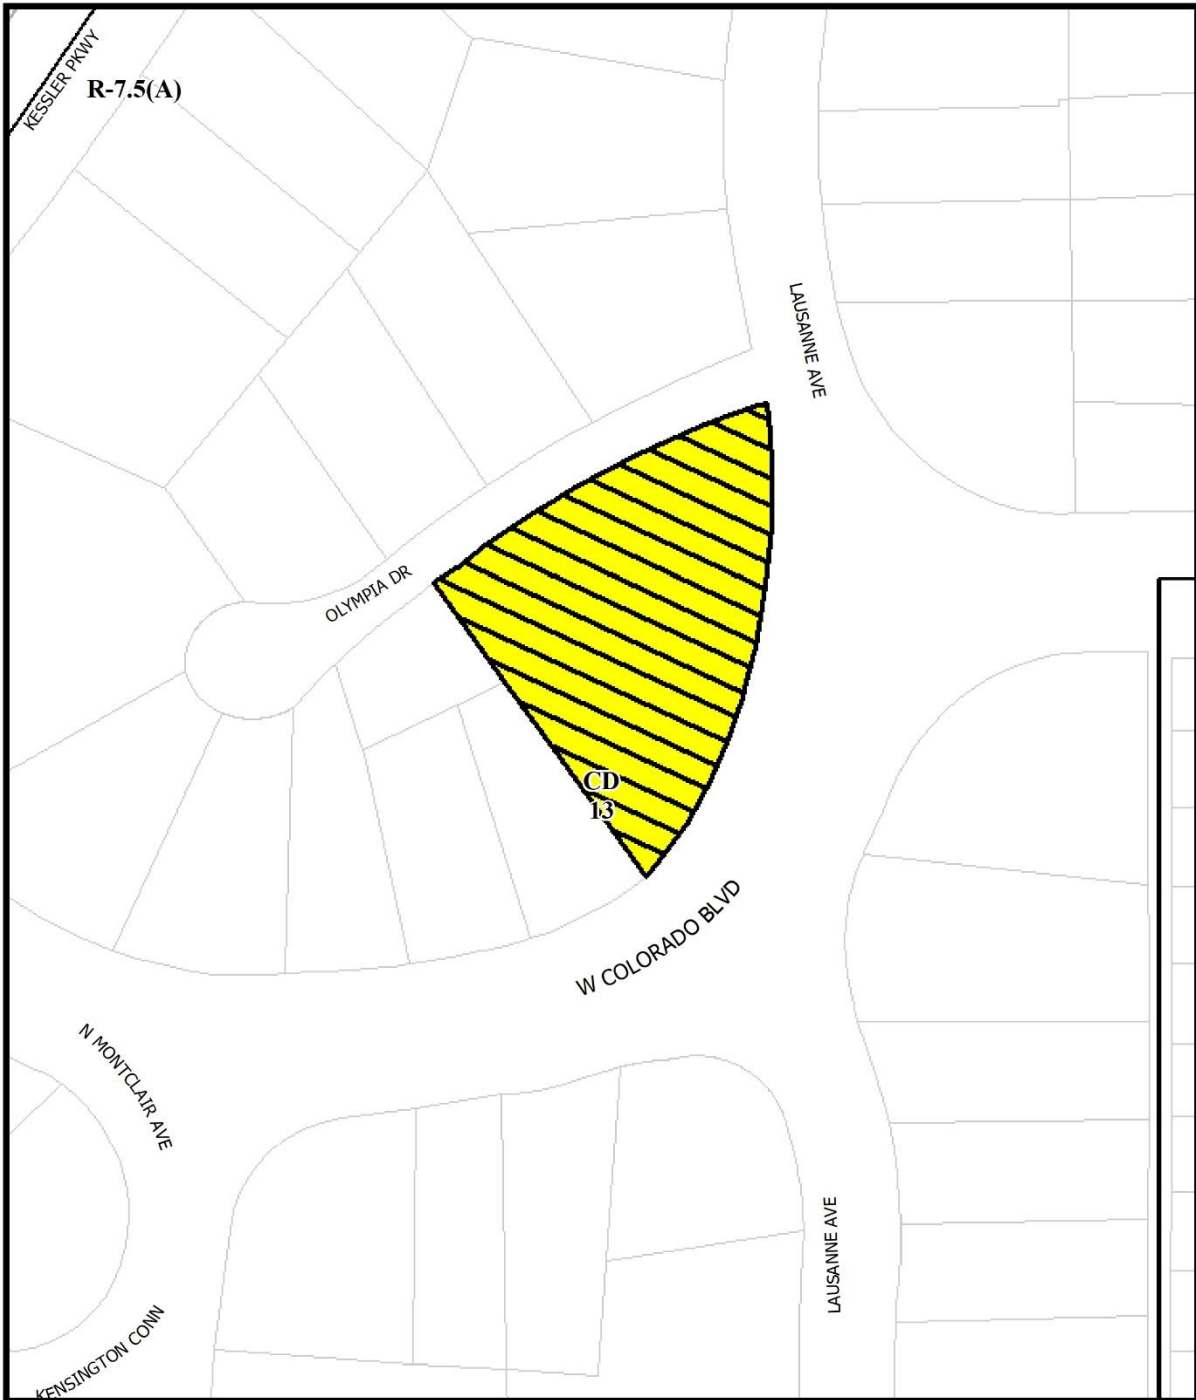 KESSLER PKWY
R-7.5(A)
LAUSANNE AVE
OLYMPIA DR
CD
13
W COLORADO BLVD
N MONTCLAIR AVE
LAUSANNE AVE
KENSINGTON CONN